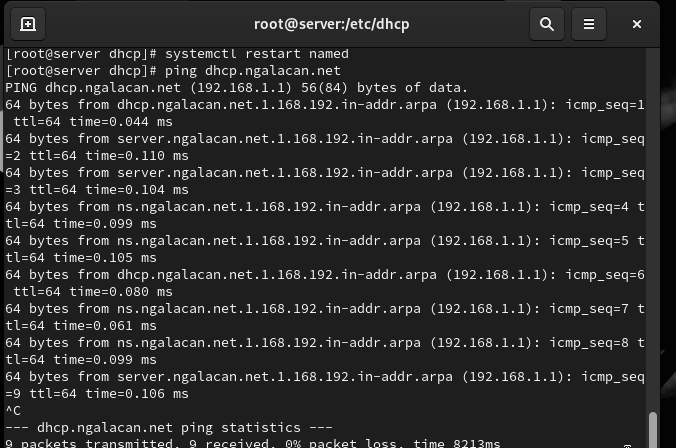 root@server:/etc/dhcp
[root@server dhcp]# systemctl restart named
[root@server dhcp]# ping dhcp.ngalacan.net
PING dhcp.ngalacan.net (192.168.1.1) 56(84) bytes of data.
64 bytes from dhcp.ngalacan.net.1.168.192.in-addr.arpa (192.168.1.1): icmp_seq=1
 ttl=64 time=0.044 ms
64 bytes from server.ngalacan.net.1.168.192.in-addr.arpa (192.168.1.1): icmp_seq
=2 ttl=64 time=0.110 ms
64 bytes from server.ngalacan.net.1.168.192.in-addr.arpa (192.168.1.1): icmp_seq
=3 ttl=64 time=0.104 ms
64 bytes from ns.ngalacan.net.1.168.192.in-addr.arpa (192.168.1.1): icmp_seq=4 t
tl=64 time=0.099 ms
64 bytes from ns.ngalacan.net.1.168.192.in-addr.arpa (192.168.1.1): icmp_seq=5 t
tl=64 time=0.105 ms
64 bytes from dhcp.ngalacan.net.1.168.192.in-addr.arpa (192.168.1.1): icmp_seq=6
 ttl=64 time=0.080 ms
64 bytes from ns.ngalacan.net.1.168.192.in-addr.arpa (192.168.1.1): icmp_seq=7 t
tl=64 time=0.061 ms
64 bytes from ns.ngalacan.net.1.168.192.in-addr.arpa (192.168.1.1): icmp_seq=8 t
tl=64 time=0.099 ms
64 bytes from server.ngalacan.net.1.168.192.in-addr.arpa (192.168.1.1): icmp_seq
=9 ttl=64 time=0.106 ms
^C
--- dhcp.ngalacan.net ping statistics ---
9 packets transmitted, 9 received, 0% packet loss, time 8213ms